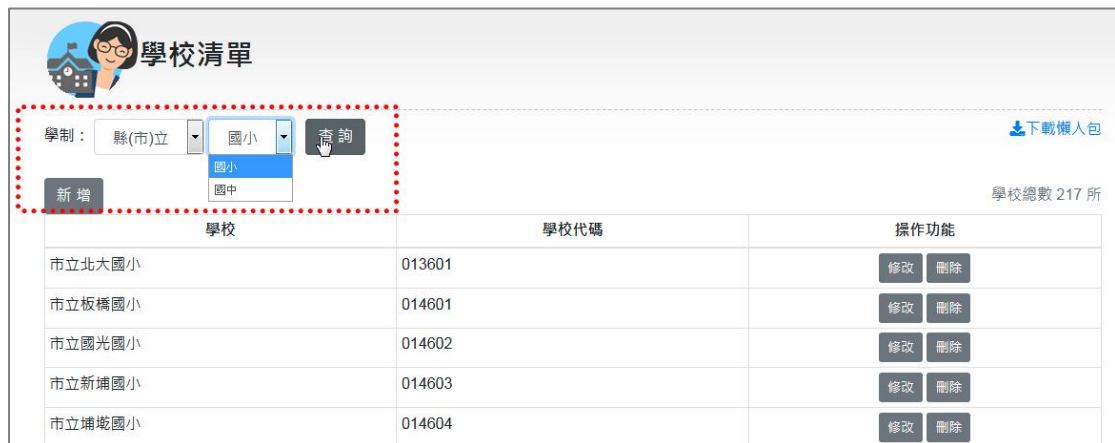 學校清單
學制： 縣(市)立 國小 查 詢 下載懶人包
國小
國中
新 增 學校總數 217 所
學校 學校代碼 操作功能
市立北大國小 013601 修改 刪除
市立板橋國小 014601 修改 刪除
市立國光國小 014602 修改 刪除
市立新埔國小 014603 修改 刪除
市立埔墘國小 014604 修改 刪除